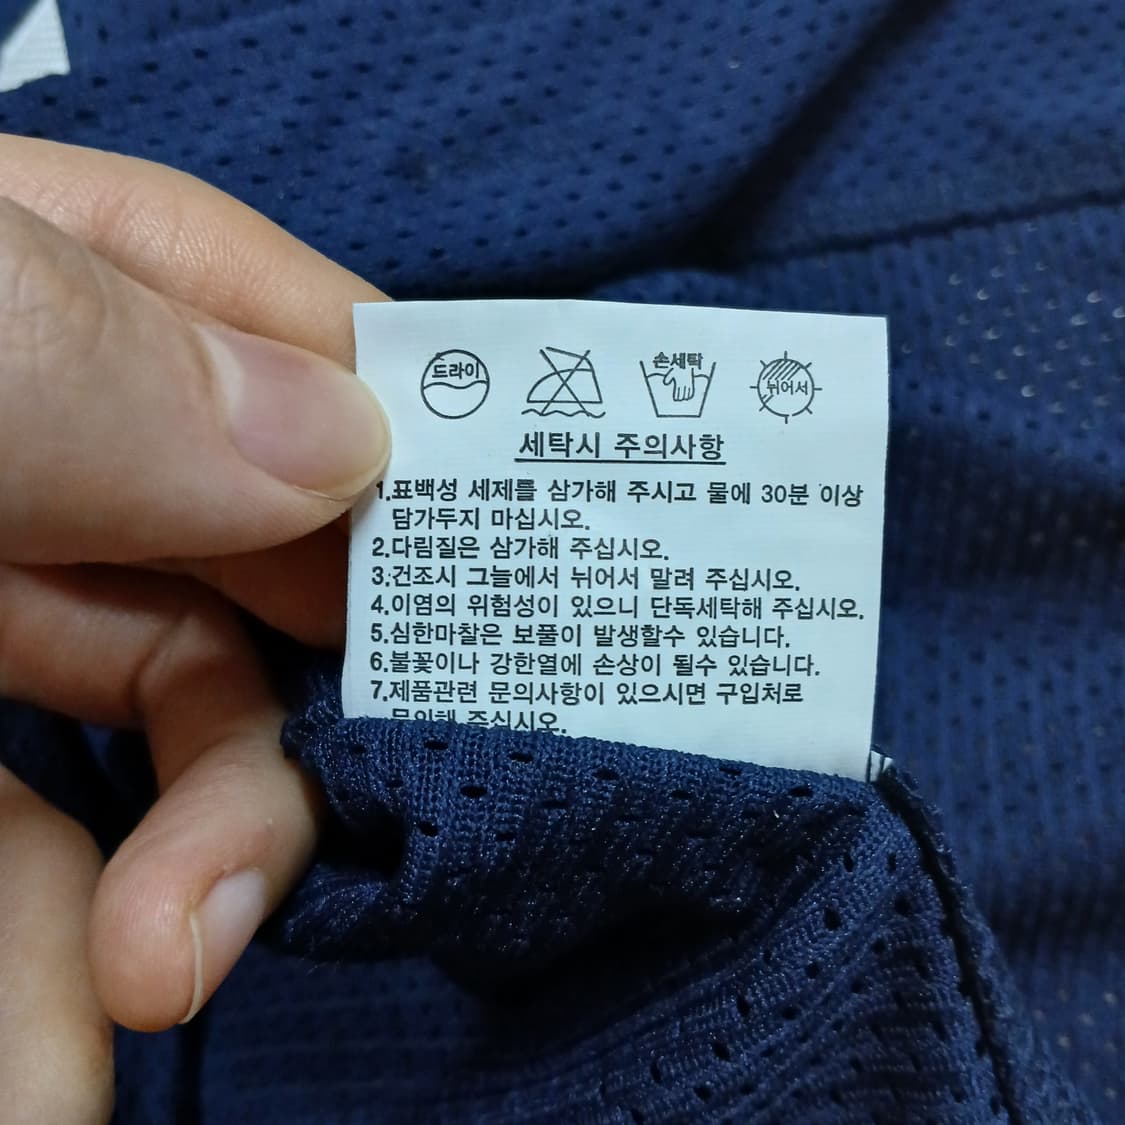 드라이
손세탁
뉘어서
세탁시 주의사항
1.표백성 세제를 삼가해 주시고 물에 30분 이상
담가두지 마십시오.
2.다림질은 삼가해 주십시오.
3.건조시 그늘에서 뉘어서 말려 주십시오.
4.이염의 위험성이 있으니 단독세탁해 주십시오.
5.심한마찰은 보풀이 발생할수 있습니다.
6.불꽃이나 강한열에 손상이 될수 있습니다.
7.제품관련 문의사항이 있으시면 구입처로
문의해 주십시오.